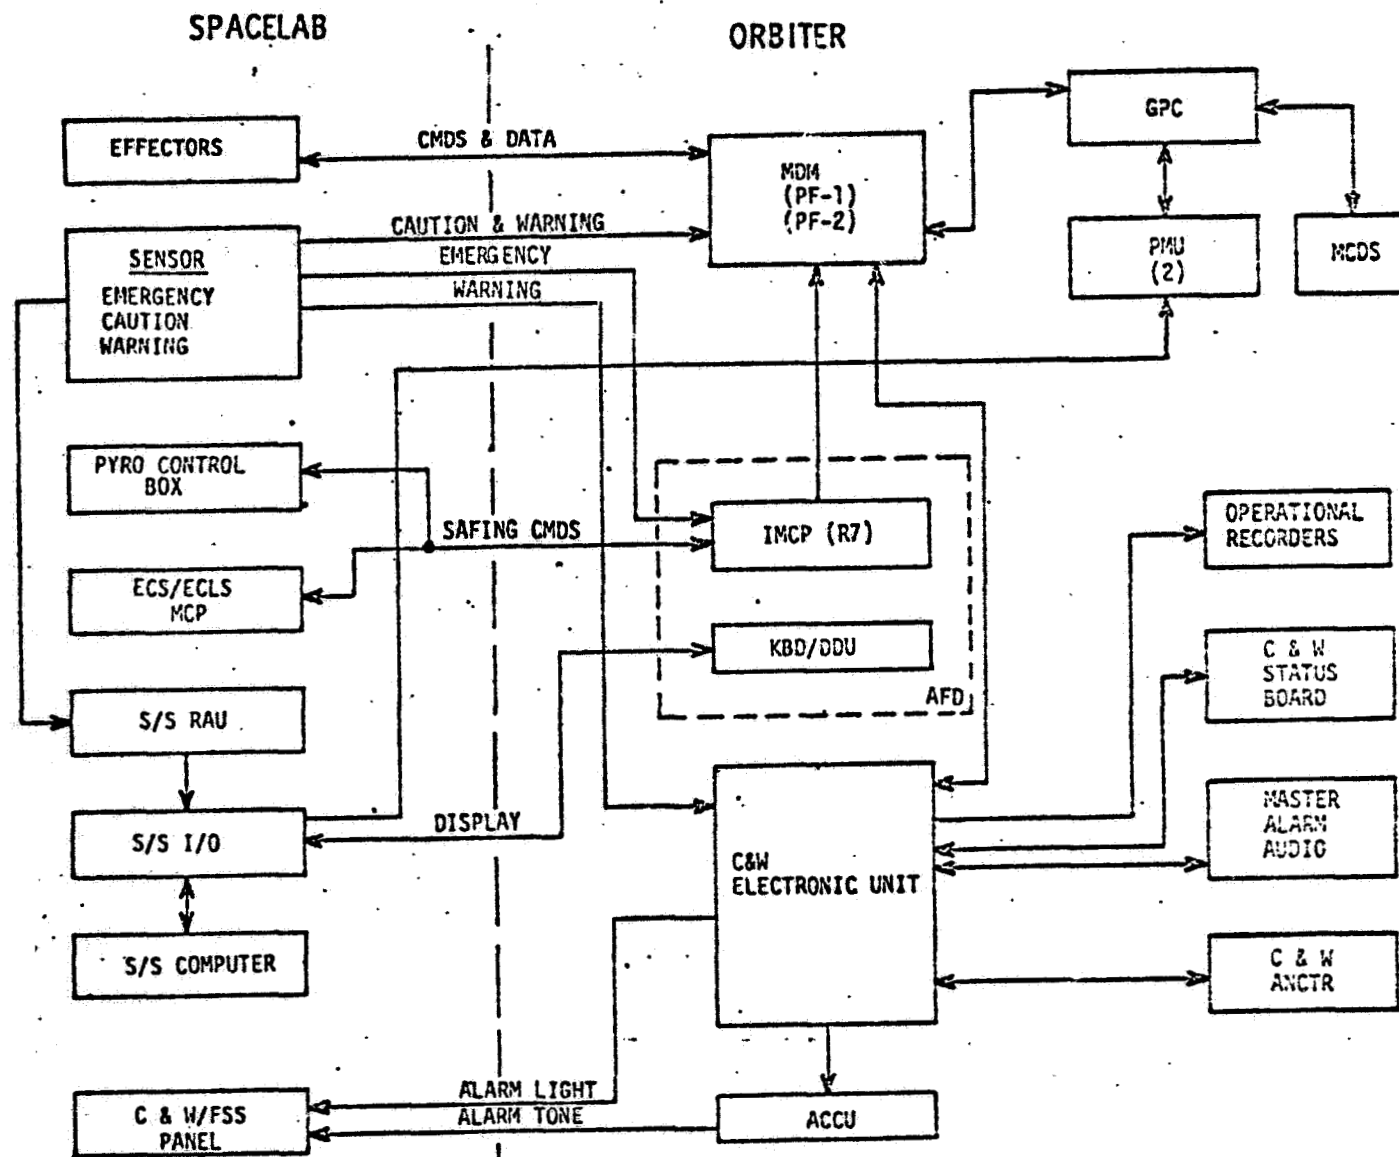 SPACELAB
ORBITER
EFFECTORS
CMDS & DATA
MDM
(PF-1)
(PF-2)
GPC
PMU
(2)
MCDS
SENSOR
EMERGENCY
CAUTION
WARNING
CAUTION & WARNING
EMERGENCY
WARNING
PYRO CONTROL
BOX
SAFING CMDS
IMCP (R7)
ECS/ECLS
MCP
KBD/DDU
AFD
OPERATIONAL
RECORDERS
C & W
STATUS
BOARD
S/S RAU
S/S I/O
DISPLAY
C&W
ELECTRONIC UNIT
MASTER
ALARM
AUDIO
S/S COMPUTER
C & W
ANCTR
ALARM LIGHT
ALARM TONE
C & W/FSS
PANEL
ACCU